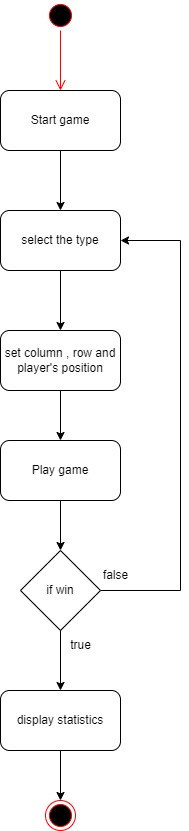 Start game
select the type
set column , row and
player's position
Play game
if win
false
true
display statistics